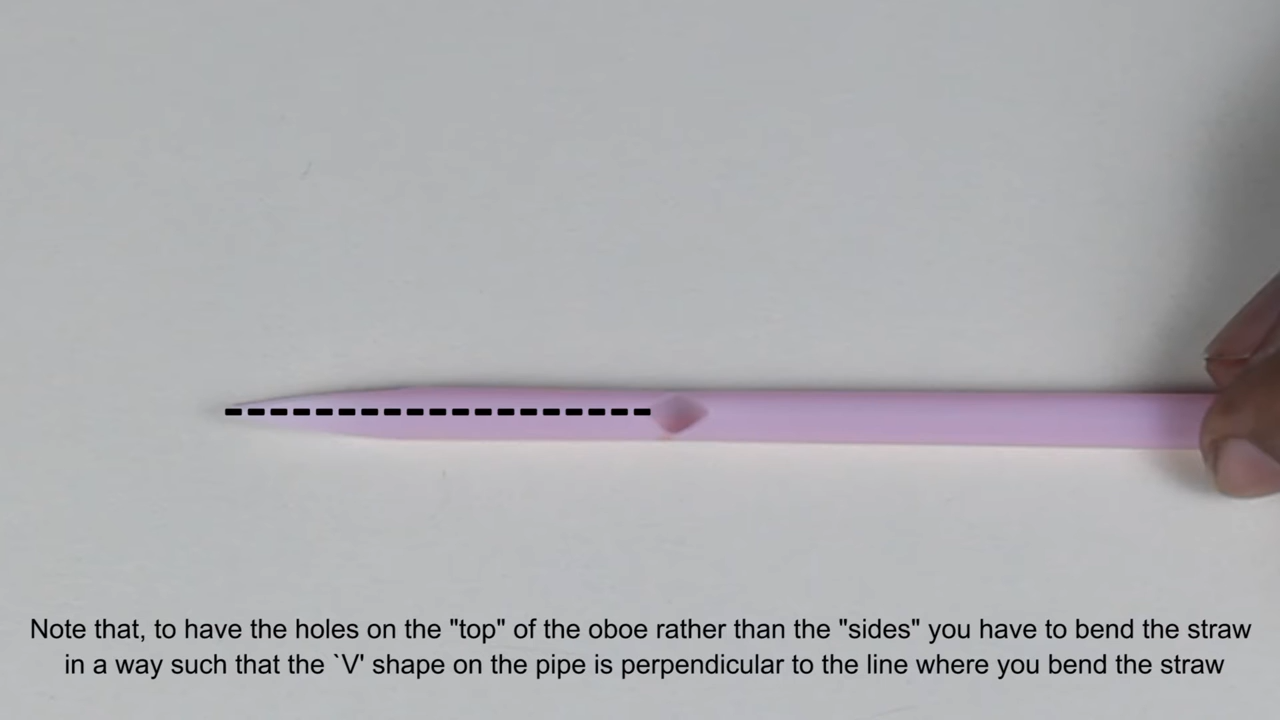 Note that, to have the holes on the "top" of the oboe rather than the "sides" you have to bend the straw
in a way such that the `V' shape on the pipe is perpendicular to the line where you bend the straw